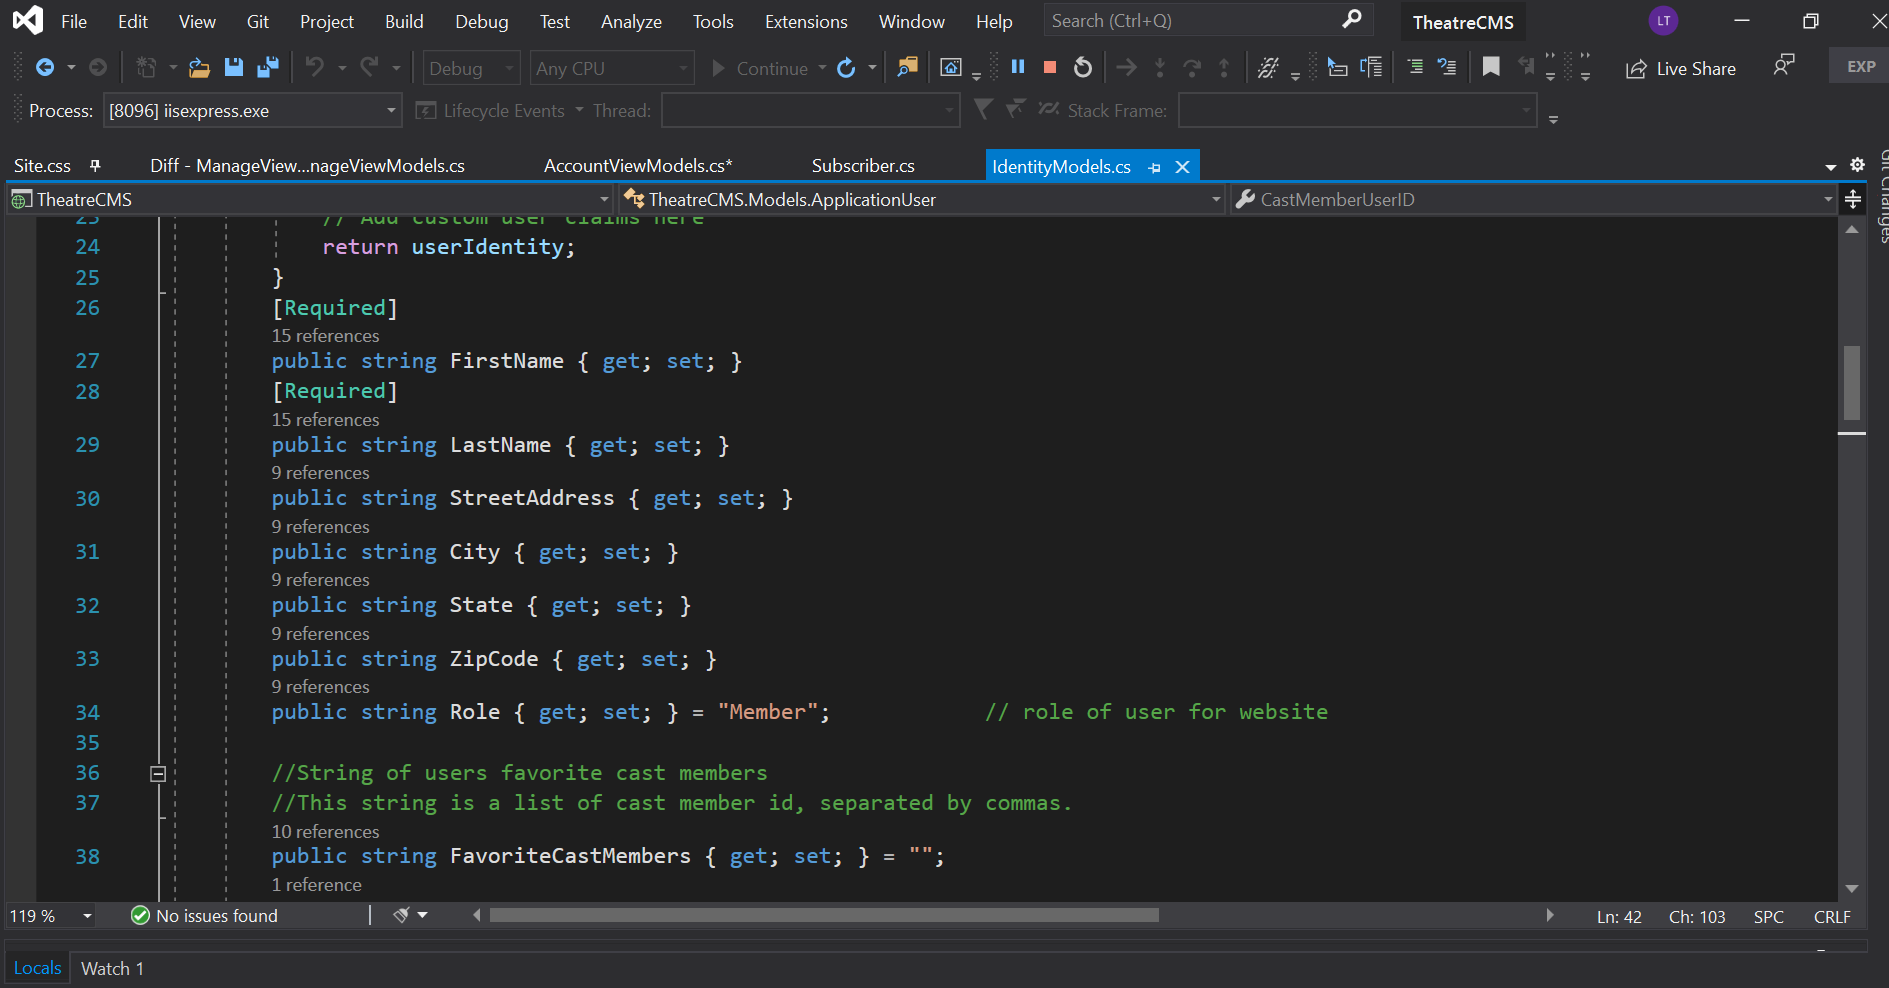 File Edit View Git Project Build Debug Test Analyze Tools Extensions Window Help Search (Ctrl+Q) TheatreCMS LT
Debug Any CPU Continue Live Share EXP
Process: [8096] iisexpress.exe Lifecycle Events Thread: Stack Frame:
Site.css Diff - ManageView...nageViewModels.cs AccountViewModels.cs* Subscriber.cs IdentityModels.cs
Git Changes
TheatreCMS TheatreCMS.Models.ApplicationUser CastMemberUserID
23 // Add custom user claims here
24 return userIdentity;
25 }
26 [Required]
15 references
27 public string FirstName { get; set; }
28 [Required]
15 references
29 public string LastName { get; set; }
9 references
30 public string StreetAddress { get; set; }
9 references
31 public string City { get; set; }
9 references
32 public string State { get; set; }
9 references
33 public string ZipCode { get; set; }
9 references
34 public string Role { get; set; } = "Member"; // role of user for website
35
36 //String of users favorite cast members
37 //This string is a list of cast member id, separated by commas.
10 references
38 public string FavoriteCastMembers { get; set; } = "";
1 reference
119 % No issues found Ln: 42 Ch: 103 SPC CRLF
Locals Watch 1